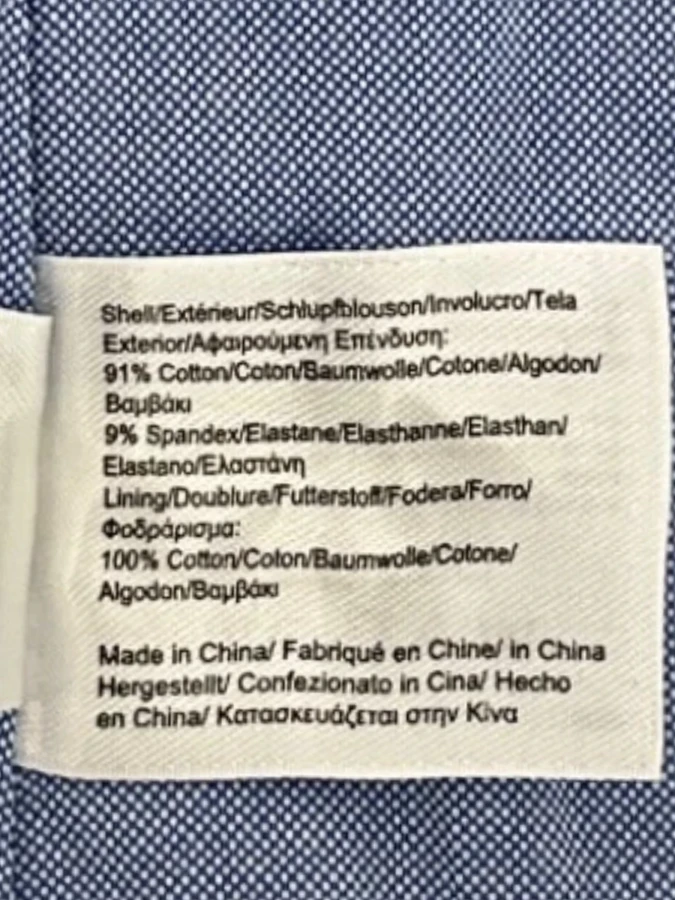 Shell/Extérieur/Schlupfblouson/Involucro/Tela
Exterior/Αφαιρούμενη Επένδυση:
91% Cotton/Coton/Baumwolle/Cotone/Algodon/
Βαμβάκι
9% Spandex/Elastane/Elasthanne/Elasthan/
Elastano/Ελαστάνη
Lining/Doublure/Futterstoff/Fodera/Forro/
Φοδράρισμα:
100% Cotton/Coton/Baumwolle/Cotone/
Algodon/Βαμβάκι
Made in China/ Fabriqué en Chine/ in China
Hergestellt/ Confezionato in Cina/ Hecho
en China/ Κατασκευάζεται στην Κίνα